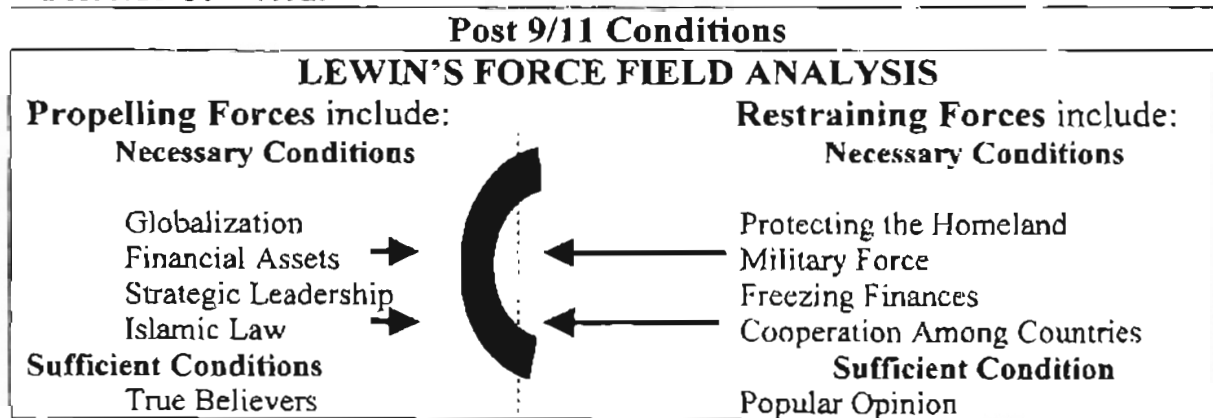 Post 9/11 Conditions
LEWIN'S FORCE FIELD ANALYSIS
Propelling Forces include:
Necessary Conditions
Globalization
Financial Assets
Strategic Leadership
Islamic Law
Sufficient Conditions
True Believers
Restraining Forces include:
Necessary Conditions
Protecting the Homeland
Military Force
Freezing Finances
Cooperation Among Countries
Sufficient Condition
Popular Opinion